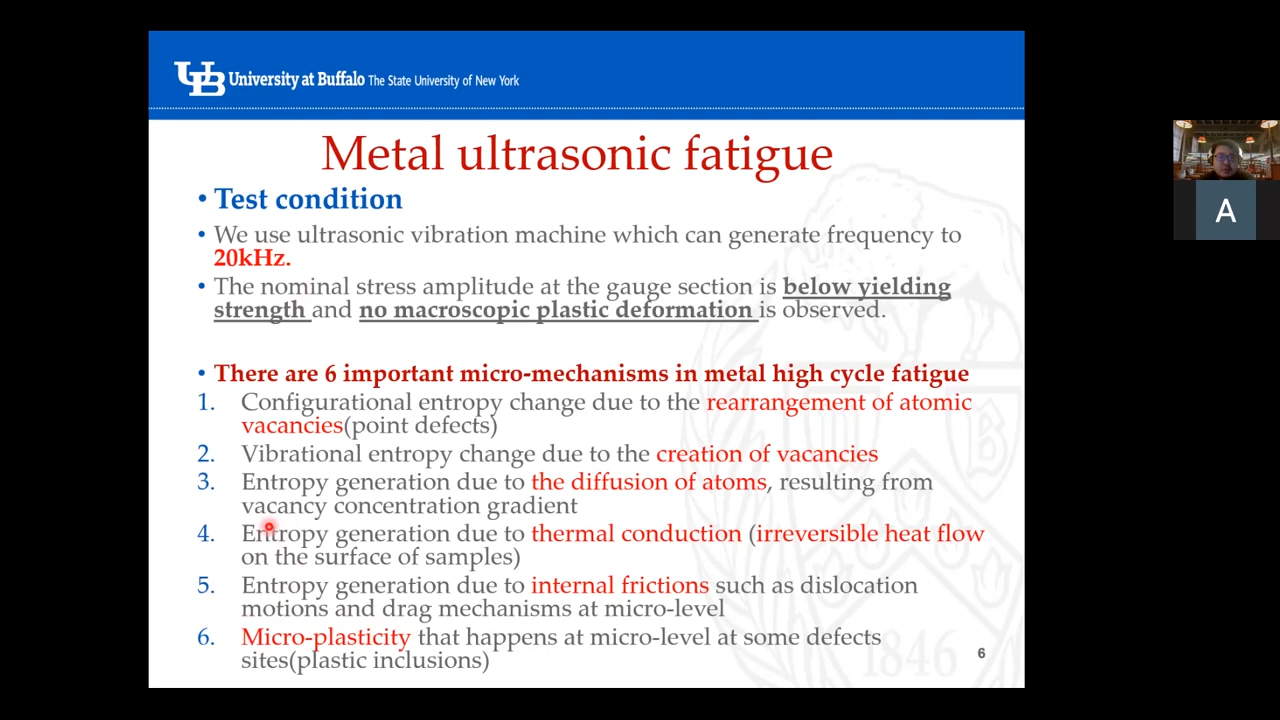 University at Buffalo The State University of New York
Metal ultrasonic fatigue
• Test condition
• We use ultrasonic vibration machine which can generate frequency to
20kHz.
• The nominal stress amplitude at the gauge section is below yielding
strength and no macroscopic plastic deformation is observed.
• There are 6 important micro-mechanisms in metal high cycle fatigue
1. Configurational entropy change due to the rearrangement of atomic
vacancies(point defects)
2. Vibrational entropy change due to the creation of vacancies
3. Entropy generation due to the diffusion of atoms, resulting from
vacancy concentration gradient
4. Entropy generation due to thermal conduction (irreversible heat flow
on the surface of samples)
5. Entropy generation due to internal frictions such as dislocation
motions and drag mechanisms at micro-level
6. Micro-plasticity that happens at micro-level at some defects
sites(plastic inclusions)
1846
6
A